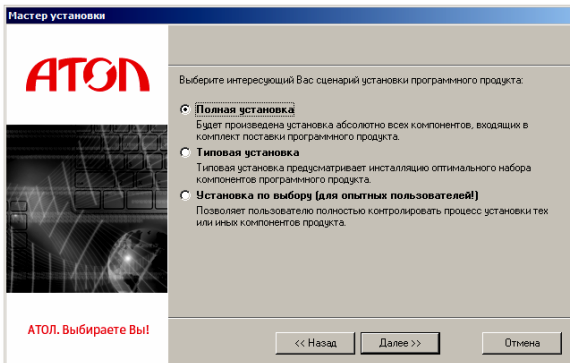 Мастер установки
АТОЛ
Выберите интересующий Вас сценарий установки программного продукта:
Полная установка
Будет произведена установка абсолютно всех компонентов, входящих в
комплект поставки программного продукта.
Типовая установка
Типовая установка предусматривает инсталляцию оптимального набора
компонентов программного продукта.
Установка по выбору (для опытных пользователей!)
Позволяет пользователю полностью контролировать процесс установки тех
или иных компонентов продукта.
АТОЛ. Выбираете Вы!
<< Назад
Далее >>
Отмена